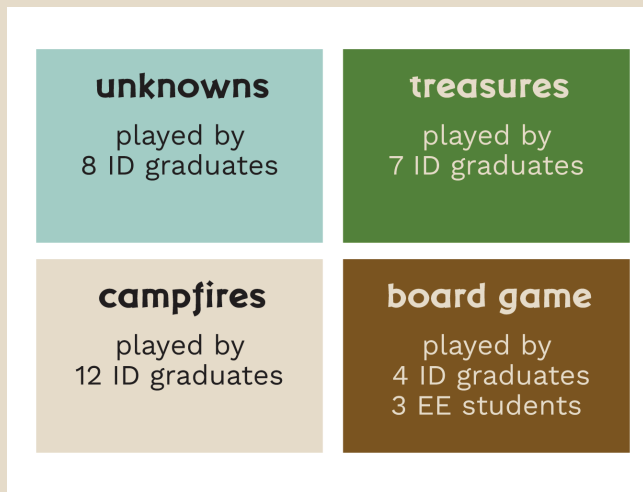 unknowns
played by
8 ID graduates
treasures
played by
7 ID graduates
campfires
played by
12 ID graduates
board game
played by
4 ID graduates
3 EE students